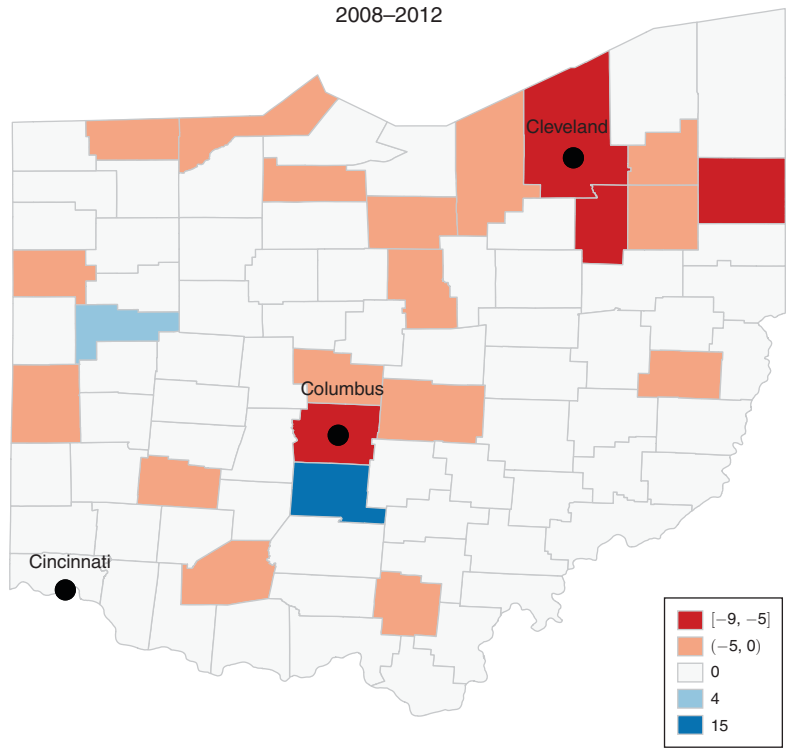 2008–2012
Cleveland
Columbus
Cincinnati
[−9, −5]
(−5, 0)
0
4
15